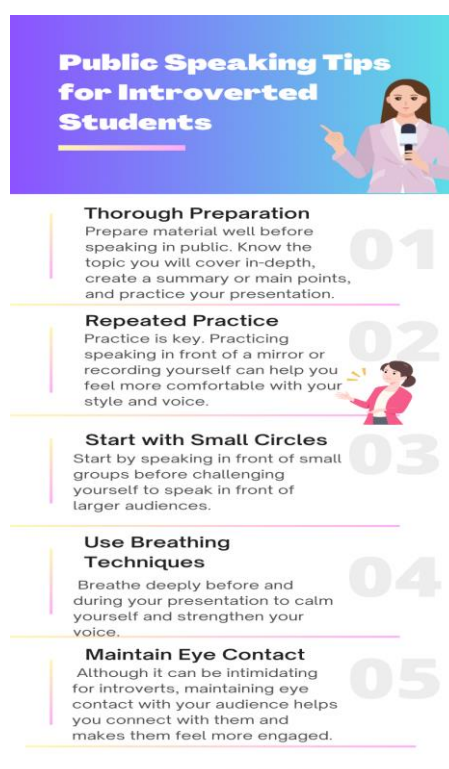 Public Speaking Tips
for Introverted
Students
Thorough Preparation
Prepare material well before
speaking in public. Know the
topic you will cover in-depth,
create a summary or main points,
and practice your presentation.
01
Repeated Practice
Practice is key. Practicing
speaking in front of a mirror or
recording yourself can help you
feel more comfortable with your
style and voice.
02
Start with Small Circles
Start by speaking in front of small
groups before challenging
yourself to speak in front of
larger audiences.
03
Use Breathing
Techniques
Breathe deeply before and
during your presentation to calm
yourself and strengthen your
voice.
04
Maintain Eye Contact
Although it can be intimidating
for introverts, maintaining eye
contact with your audience helps
you connect with them and
makes them feel more engaged.
05